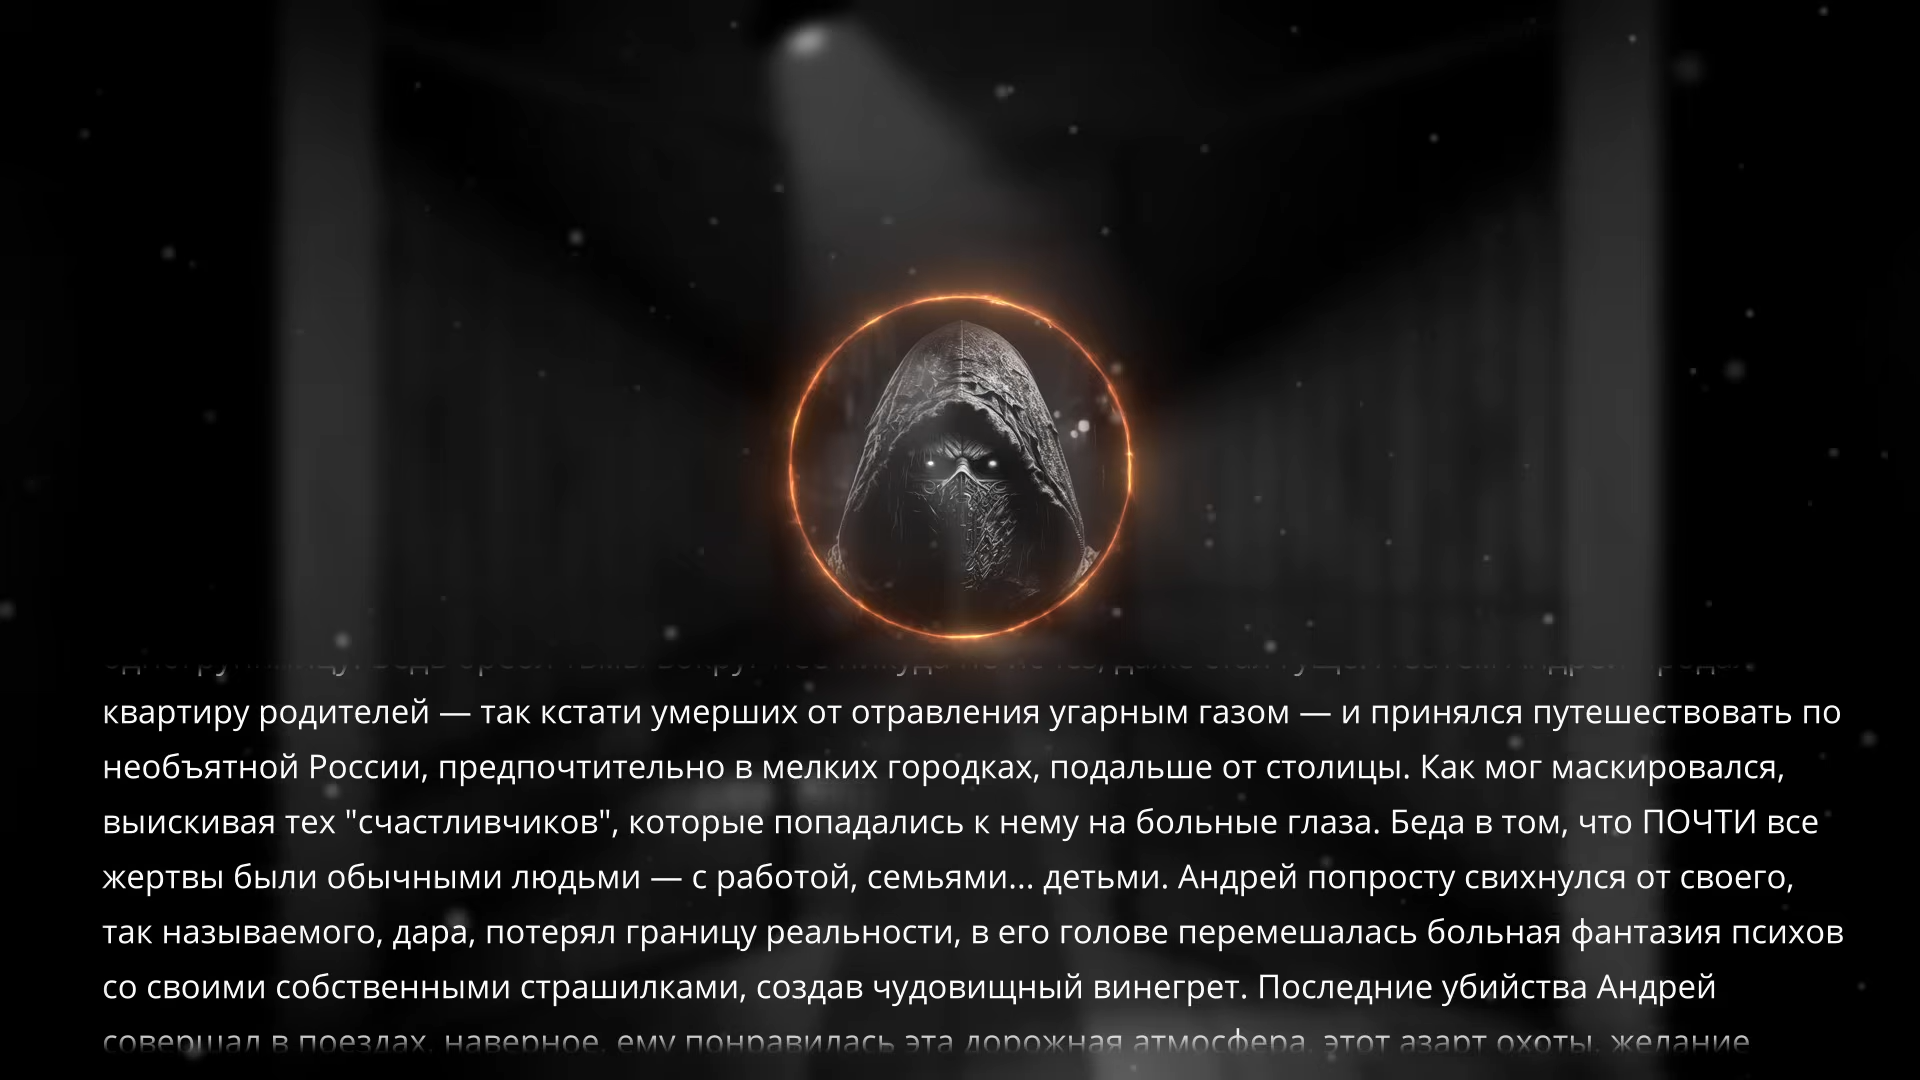 квартиру родителей — так кстати умерших от отравления угарным газом — и принялся путешествовать по
необъятной России, предпочтительно в мелких городках, подальше от столицы. Как мог маскировался,
выискивая тех "счастливчиков", которые попадались к нему на больные глаза. Беда в том, что ПОЧТИ все
жертвы были обычными людьми — с работой, семьями... детьми. Андрей попросту свихнулся от своего,
так называемого, дара, потерял границу реальности, в его голове перемешалась больная фантазия психов
со своими собственными страшилками, создав чудовищный винегрет. Последние убийства Андрей
совершал в поездах, наверное, ему понравилась эта дорожная атмосфера, этот азарт охоты, желание